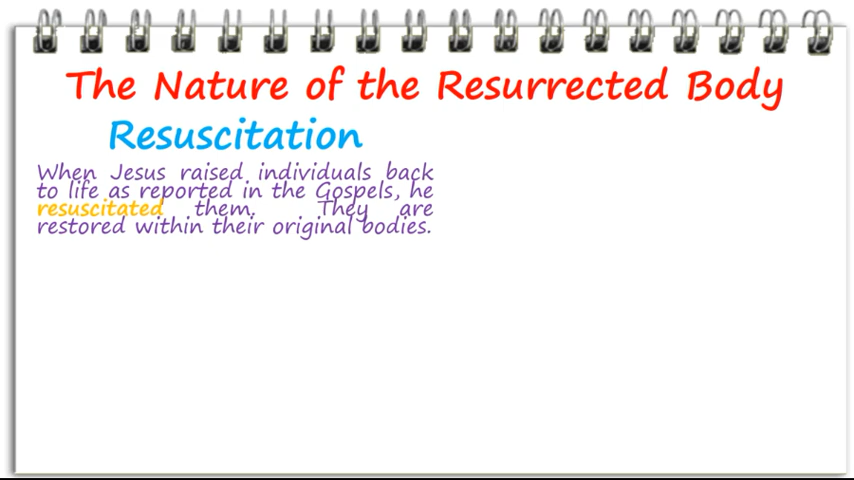 The Nature of the Resurrected Body
Resuscitation
When Jesus raised individuals back
to life as reported in the Gospels, he
resuscitated them. They are
restored within their original bodies.